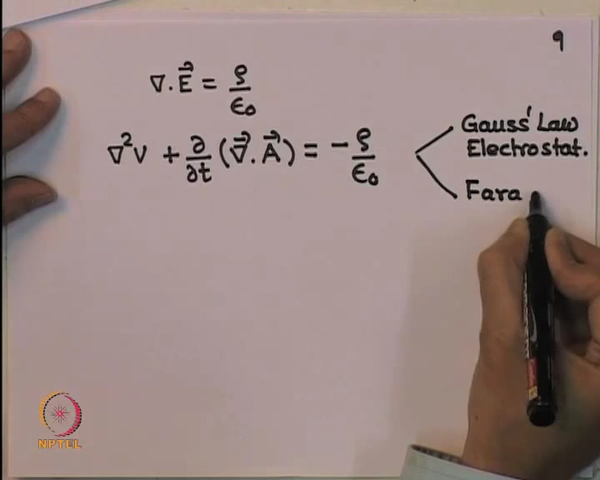 9
∇.E⃗ = ρ/ϵ₀
∇²V + ∂/∂t (∇⃗.A⃗) = - ρ/ϵ₀
Gauss' Law
Electrostat.
Fara
NPTEL